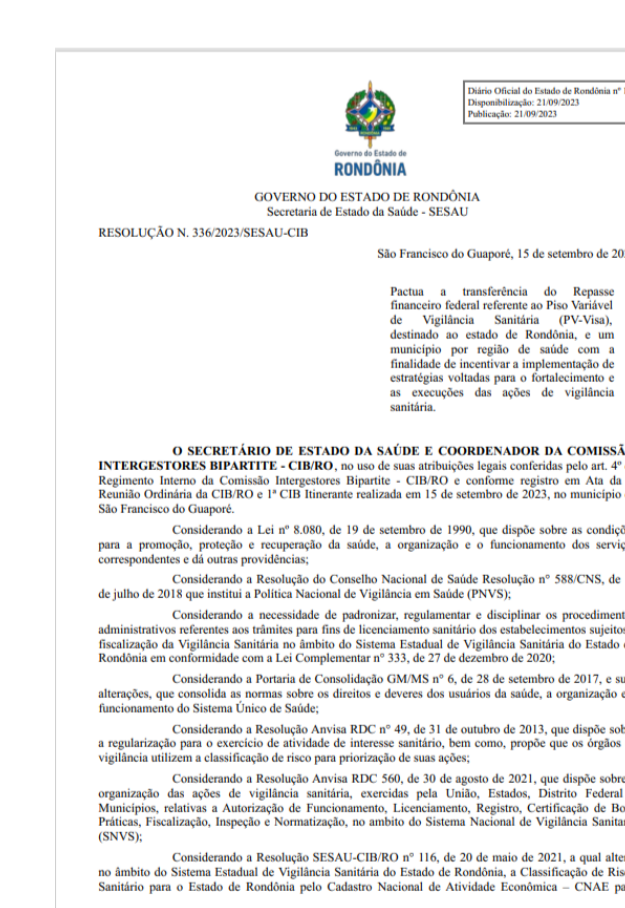 Diário Oficial do Estado de Rondônia nº
Disponibilização: 21/09/2023
Publicação: 21/09/2023
Governo do Estado de
RONDÔNIA
GOVERNO DO ESTADO DE RONDÔNIA
Secretaria de Estado da Saúde - SESAU
RESOLUÇÃO N. 336/2023/SESAU-CIB
São Francisco do Guaporé, 15 de setembro de
Pactua a transferência do Repasse
financeiro federal referente ao Piso Variável
de Vigilância Sanitária (PV-Visa),
destinado ao estado de Rondônia, e um
município por região de saúde com a
finalidade de incentivar a implementação de
estratégias voltadas para o fortalecimento e
as execuções das ações de vigilância
sanitária.
O SECRETÁRIO DE ESTADO DA SAÚDE E COORDENADOR DA
INTERGESTORES BIPARTITE - CIB/RO, no uso de suas atribuições legais conferidas pelo art. 4º
Regimento Interno da Comissão Intergestores Bipartite - CIB/RO e conforme registro em Ata da
Reunião Ordinária da CIB/RO e 1ª CIB Itinerante realizada em 15 de setembro de 2023, no município
São Francisco do Guaporé.
Considerando a Lei nº 8.080, de 19 de setembro de 1990, que dispõe sobre as
para a promoção, proteção e recuperação da saúde, a organização e o funcionamento dos
correspondentes e dá outras providências;
Considerando a Resolução do Conselho Nacional de Saúde Resolução nº 588/CNS, de
de julho de 2018 que institui a Política Nacional de Vigilância em Saúde (PNVS);
Considerando a necessidade de padronizar, regulamentar e disciplinar os
administrativos referentes aos trâmites para fins de licenciamento sanitário dos estabelecimentos sujeitos
fiscalização da Vigilância Sanitária no âmbito do Sistema Estadual de Vigilância Sanitária do Estado
Rondônia em conformidade com a Lei Complementar nº 333, de 27 de dezembro de 2020;
Considerando a Portaria de Consolidação GM/MS nº 6, de 28 de setembro de 2017, e
alterações, que consolida as normas sobre os direitos e deveres dos usuários da saúde, a organização e
funcionamento do Sistema Único de Saúde;
Considerando a Resolução Anvisa RDC nº 49, de 31 de outubro de 2013, que dispõe
a regularização para o exercício de atividade de interesse sanitário, bem como, propõe que os órgãos
vigilância utilizem a classificação de risco para priorização de suas ações;
Considerando a Resolução Anvisa RDC 560, de 30 de agosto de 2021, que dispõe sobre
organização das ações de vigilância sanitária, exercidas pela União, Estados, Distrito Federal
Municípios, relativas a Autorização de Funcionamento, Licenciamento, Registro, Certificação de
Práticas, Fiscalização, Inspeção e Normatização, no ambito do Sistema Nacional de Vigilância
(SNVS);
Considerando a Resolução SESAU-CIB/RO nº 116, de 20 de maio de 2021, a qual
no âmbito do Sistema Estadual de Vigilância Sanitária do Estado de Rondônia, a Classificação de
Sanitário para o Estado de Rondônia pelo Cadastro Nacional de Atividade Econômica – CNAE